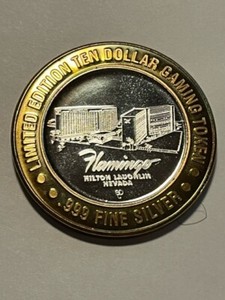 LIMITED EDITION TEN DOLLAR GAMING TOKEN
Flamingo
HILTON LAUGHLIN
NEVADA
.999 FINE SILVER